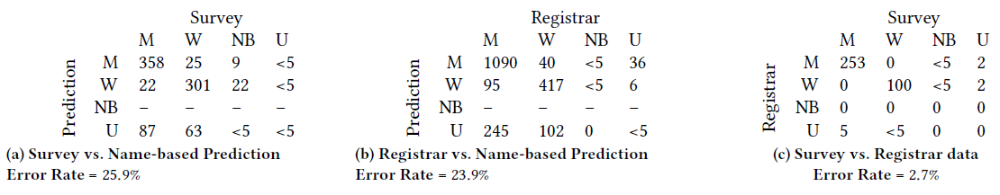 Survey
M W NB U
Prediction
M 358 25 9 <5
W 22 301 22 <5
NB – – – –
U 87 63 <5 <5
(a) Survey vs. Name-based Prediction
Error Rate = 25.9%
Registrar
M W NB U
Prediction
M 1090 40 <5 36
W 95 417 <5 6
NB – – – –
U 245 102 0 <5
(b) Registrar vs. Name-based Prediction
Error Rate = 23.9%
Survey
M W NB U
Registrar
M 253 0 <5 2
W 0 100 <5 2
NB 0 0 0 0
U 5 <5 0 0
(c) Survey vs. Registrar data
Error Rate = 2.7%